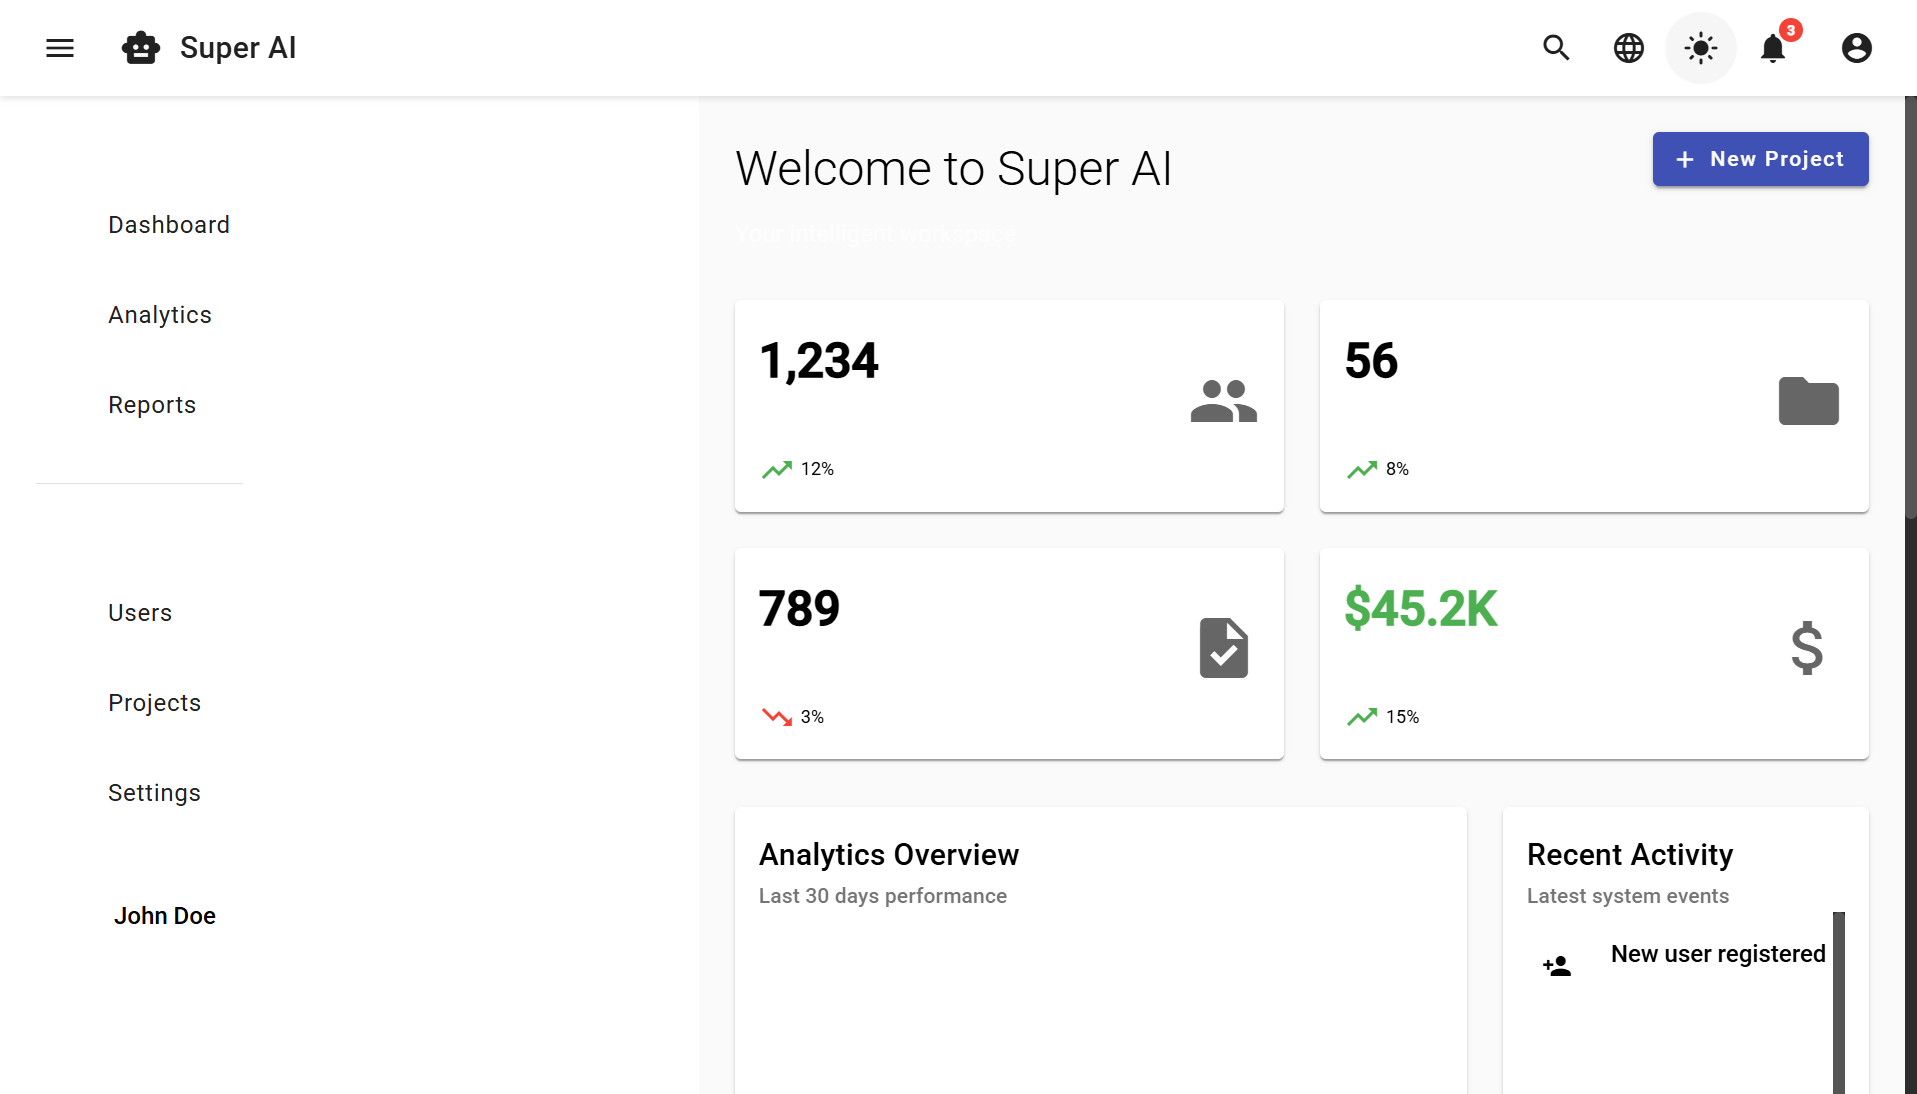 Super AI
3
Dashboard
Analytics
Reports
Users
Projects
Settings
John Doe
Welcome to Super AI
New Project
Your intelligent workspace
1,234
12%
56
8%
789
3%
$45.2K
15%
Analytics Overview
Last 30 days performance
Recent Activity
Latest system events
New user registered